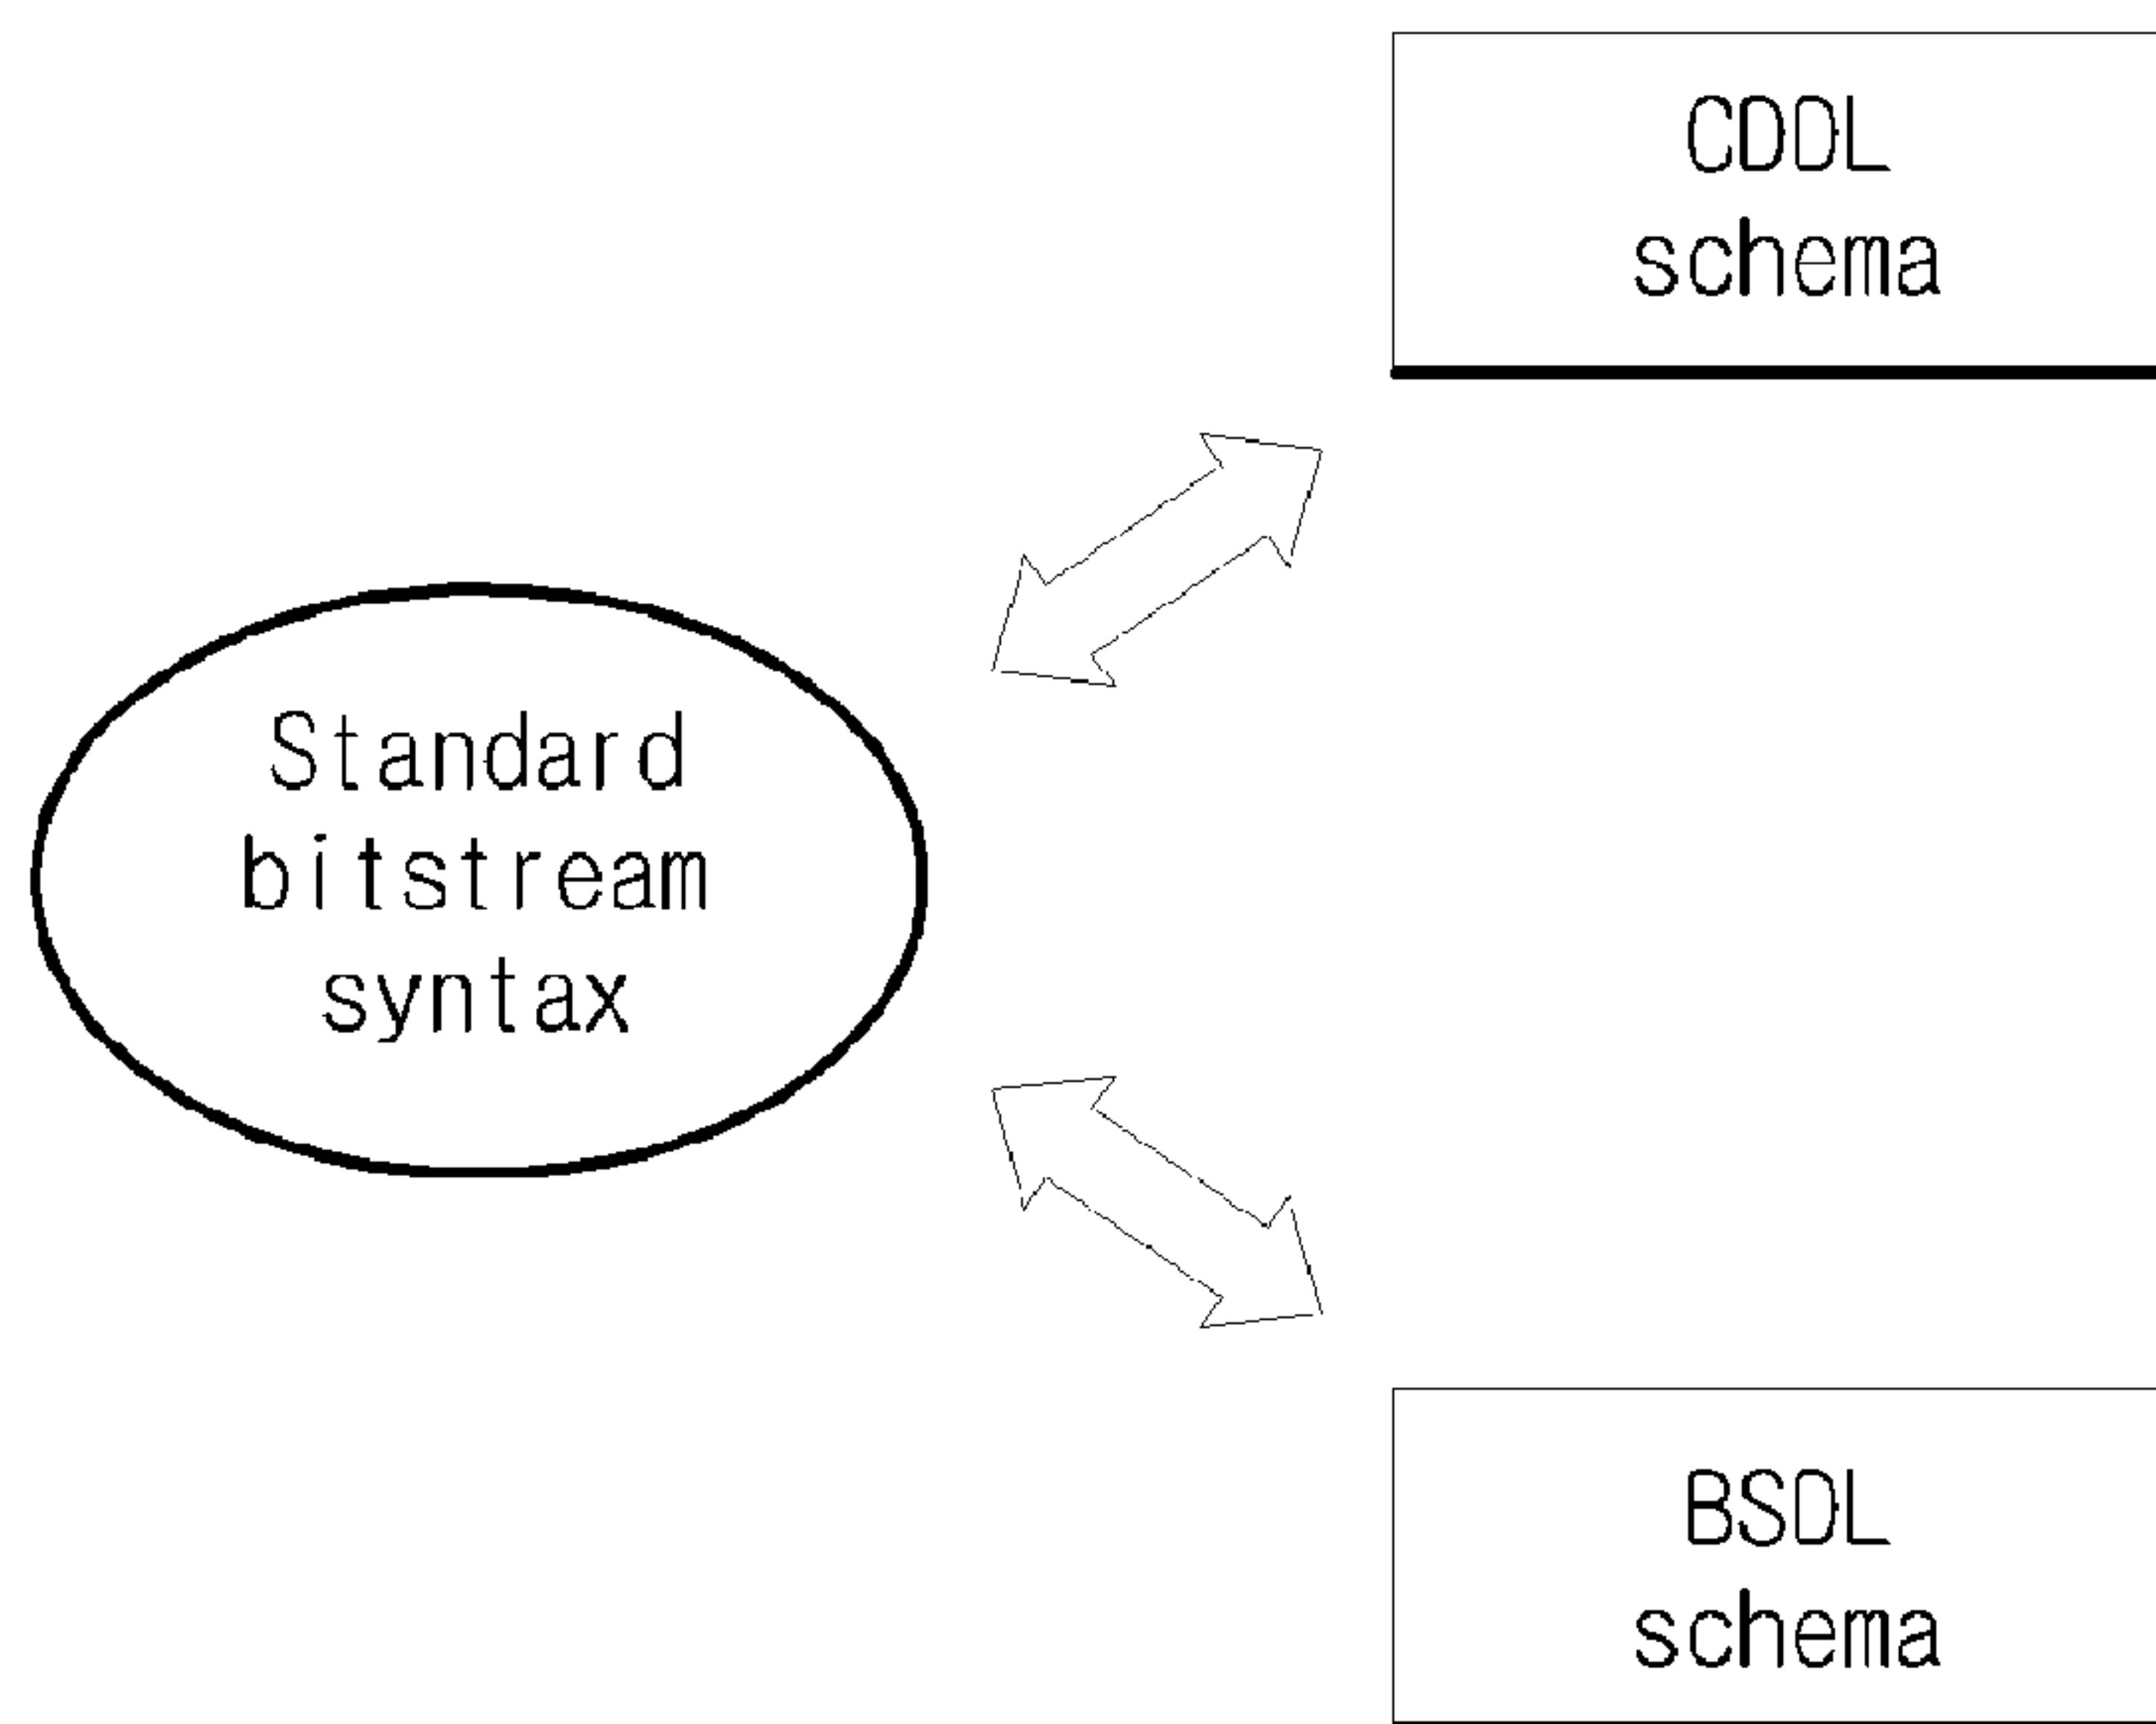 CDDL
schema
Standard
bitstream
syntax
BSDL
schema